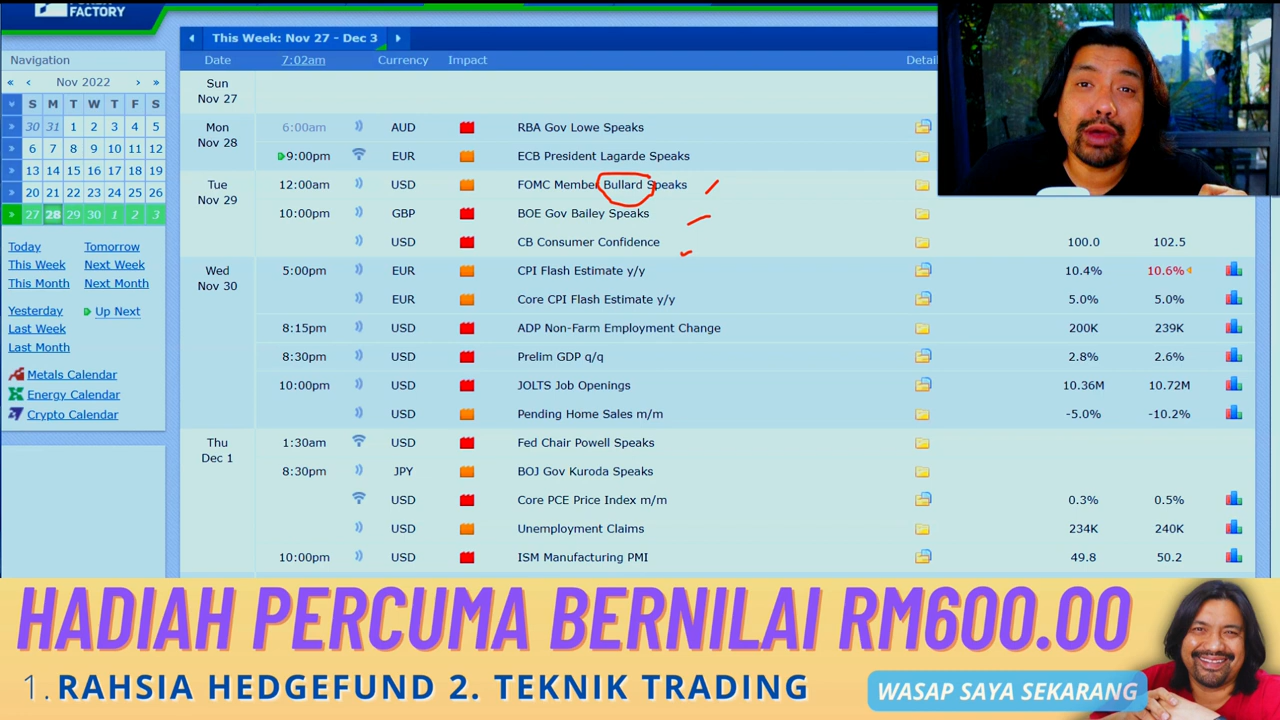 FACTORY
This Week: Nov 27 - Dec 3
Navigation
Date 7:02am Currency Impact Detail
« ‹ Nov 2022 › »
S M T W T F S
30 31 1 2 3 4 5
6 7 8 9 10 11 12
13 14 15 16 17 18 19
20 21 22 23 24 25 26
27 28 29 30 1 2 3
Today Tomorrow
This Week Next Week
This Month Next Month
Yesterday Up Next
Last Week
Last Month
Metals Calendar
Energy Calendar
Crypto Calendar
Sun
Nov 27
Mon
Nov 28
6:00am AUD RBA Gov Lowe Speaks
9:00pm EUR ECB President Lagarde Speaks
Tue
Nov 29
12:00am USD FOMC Member Bullard Speaks
10:00pm GBP BOE Gov Bailey Speaks
USD CB Consumer Confidence 100.0 102.5
Wed
Nov 30
5:00pm EUR CPI Flash Estimate y/y 10.4% 10.6%
EUR Core CPI Flash Estimate y/y 5.0% 5.0%
8:15pm USD ADP Non-Farm Employment Change 200K 239K
8:30pm USD Prelim GDP q/q 2.8% 2.6%
10:00pm USD JOLTS Job Openings 10.36M 10.72M
USD Pending Home Sales m/m -5.0% -10.2%
Thu
Dec 1
1:30am USD Fed Chair Powell Speaks
8:30pm JPY BOJ Gov Kuroda Speaks
USD Core PCE Price Index m/m 0.3% 0.5%
USD Unemployment Claims 234K 240K
10:00pm USD ISM Manufacturing PMI 49.8 50.2
HADIAH PERCUMA BERNILAI RM600.00
1. RAHSIA HEDGEFUND 2. TEKNIK TRADING
WASAP SAYA SEKARANG